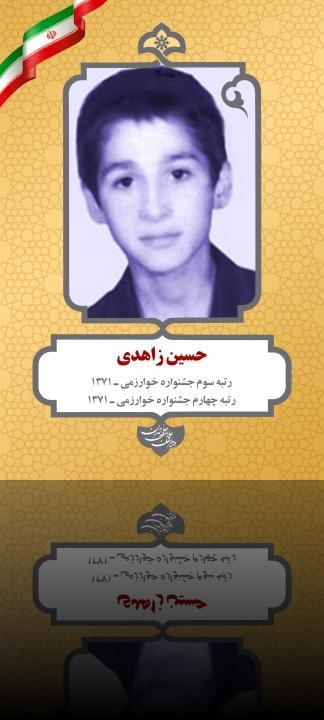 حسین زاهدی
رتبه سوم جشنواره خوارزمی ـ ۱۳۷۱
رتبه چهارم جشنواره خوارزمی ـ ۱۳۷۱